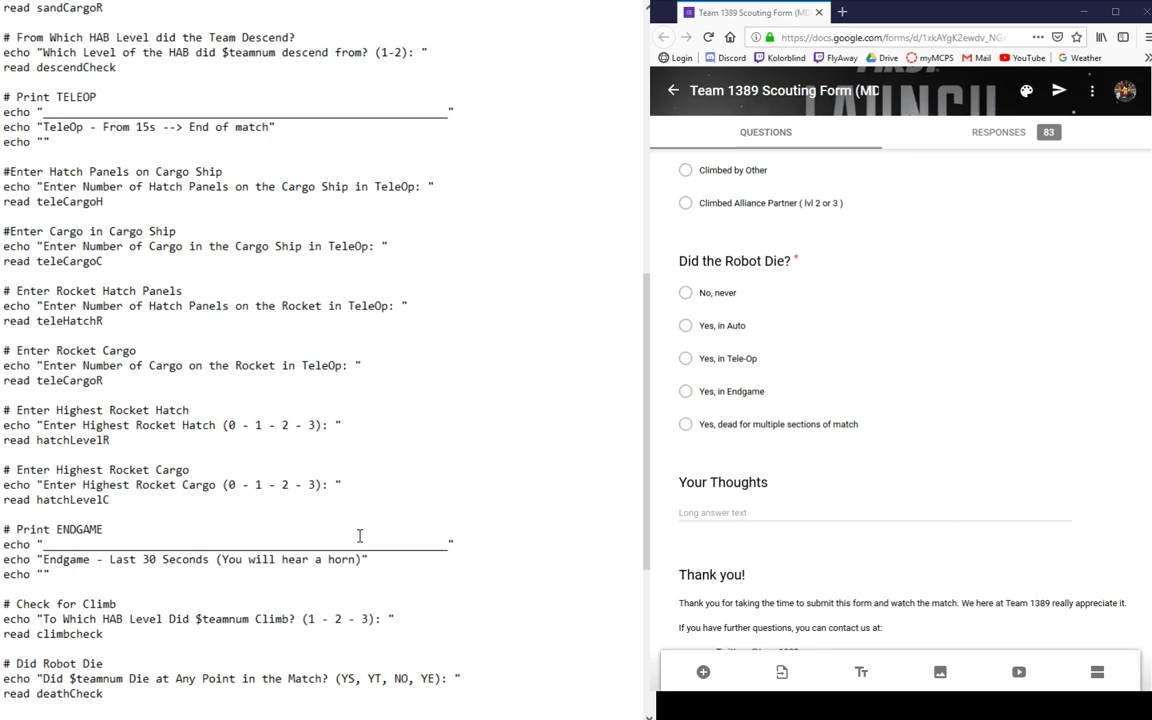 read sandCargoR
# From Which HAB Level did the Team Descend?
echo "Which Level of the HAB did $teamnum descend from? (1-2): "
read descendCheck
# Print TELEOP
echo "______________________________________________________"
echo "TeleOp - From 15s --> End of match"
echo ""
#Enter Hatch Panels on Cargo Ship
echo "Enter Number of Hatch Panels on the Cargo Ship in TeleOp: "
read teleCargoH
#Enter Cargo in Cargo Ship
echo "Enter Number of Cargo in the Cargo Ship in TeleOp: "
read teleCargoC
# Enter Rocket Hatch Panels
echo "Enter Number of Hatch Panels on the Rocket in TeleOp: "
read teleHatchR
# Enter Rocket Cargo
echo "Enter Number of Cargo on the Rocket in TeleOp: "
read teleCargoR
# Enter Highest Rocket Hatch
echo "Enter Highest Rocket Hatch (0 - 1 - 2 - 3): "
read hatchLevelR
# Enter Highest Rocket Cargo
echo "Enter Highest Rocket Cargo (0 - 1 - 2 - 3): "
read hatchLevelC
# Print ENDGAME
echo "______________________________________________________"
echo "Endgame - Last 30 Seconds (You will hear a horn)"
echo ""
# Check for Climb
echo "To Which HAB Level Did $teamnum Climb? (1 - 2 - 3): "
read climbcheck
# Did Robot Die
echo "Did $teamnum Die at Any Point in the Match? (YS, YT, NO, YE): "
read deathCheck
Team 1389 Scouting Form (MD
https://docs.google.com/forms/d/1xkAYgK2ewdv_NG
Login Discord Kolorblind FlyAway Drive myMCPS Mail YouTube Weather
FIRST
LAUNCH
Team 1389 Scouting Form (MD
QUESTIONS RESPONSES 83
Climbed by Other
Climbed Alliance Partner ( lvl 2 or 3 )
Did the Robot Die? *
No, never
Yes, in Auto
Yes, in Tele-Op
Yes, in Endgame
Yes, dead for multiple sections of match
Your Thoughts
Long answer text
Thank you!
Thank you for taking the time to submit this form and watch the match. We here at Team 1389 really appreciate it.
If you have further questions, you can contact us at:
Tt